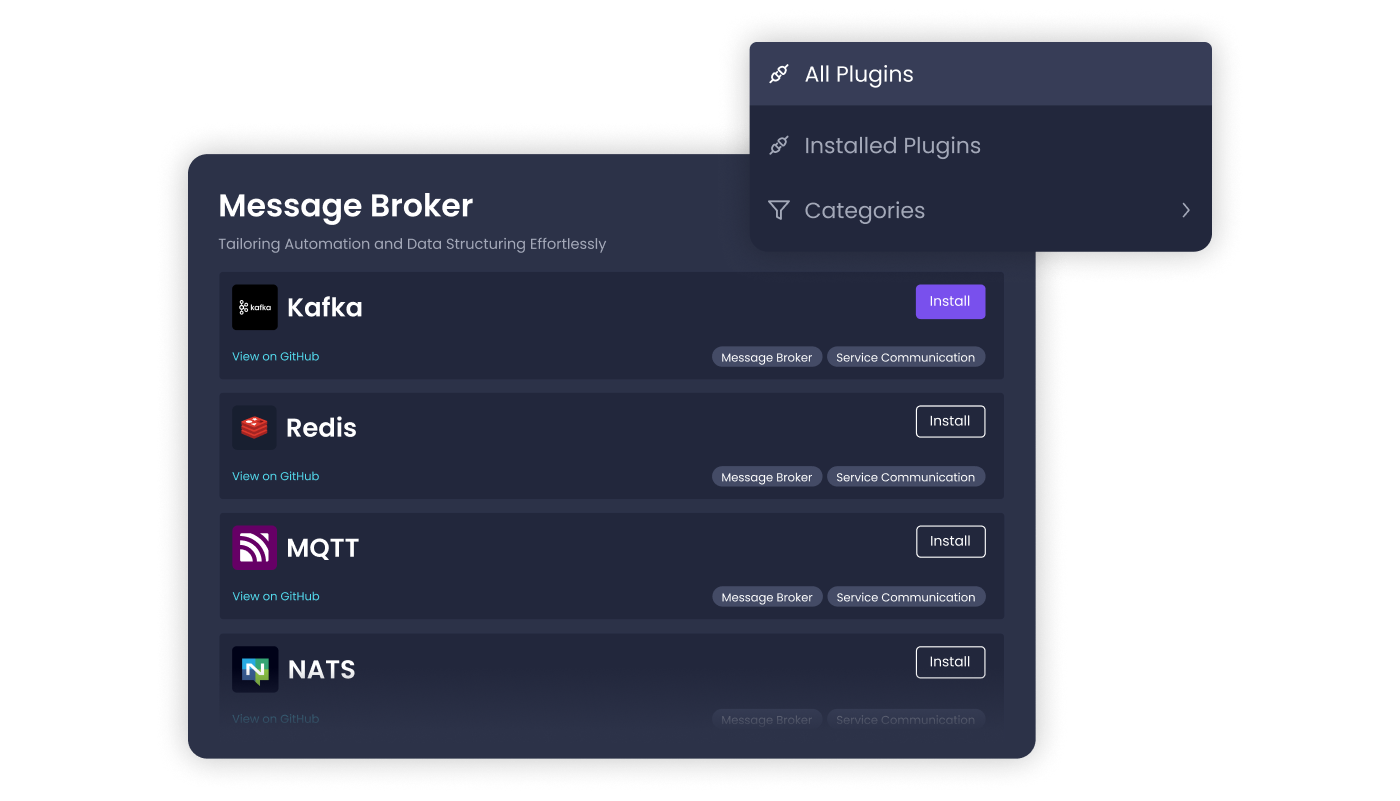 All Plugins
Installed Plugins
Categories
Message Broker
Tailoring Automation and Data Structuring Effortlessly
kafka Kafka
Install
View on GitHub
Message Broker Service Communication
Redis
Install
View on GitHub
Message Broker Service Communication
MQTT
Install
View on GitHub
Message Broker Service Communication
N NATS
Install
View on GitHub
Message Broker Service Communication